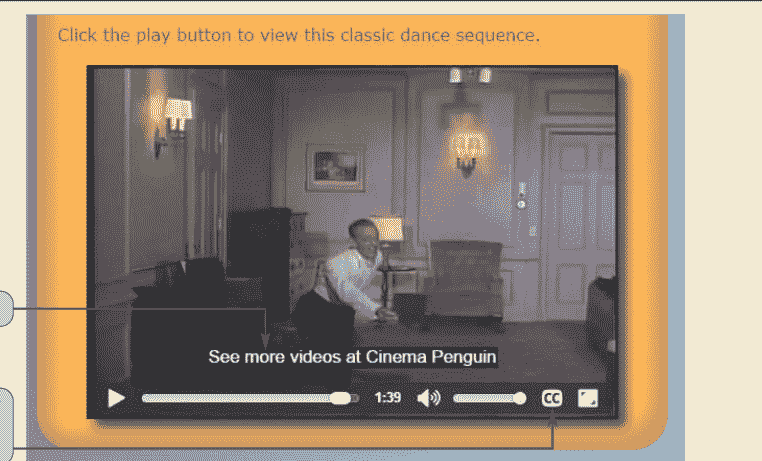 Click the play button to view this classic dance sequence.
See more videos at Cinema Penguin
1:39
CC